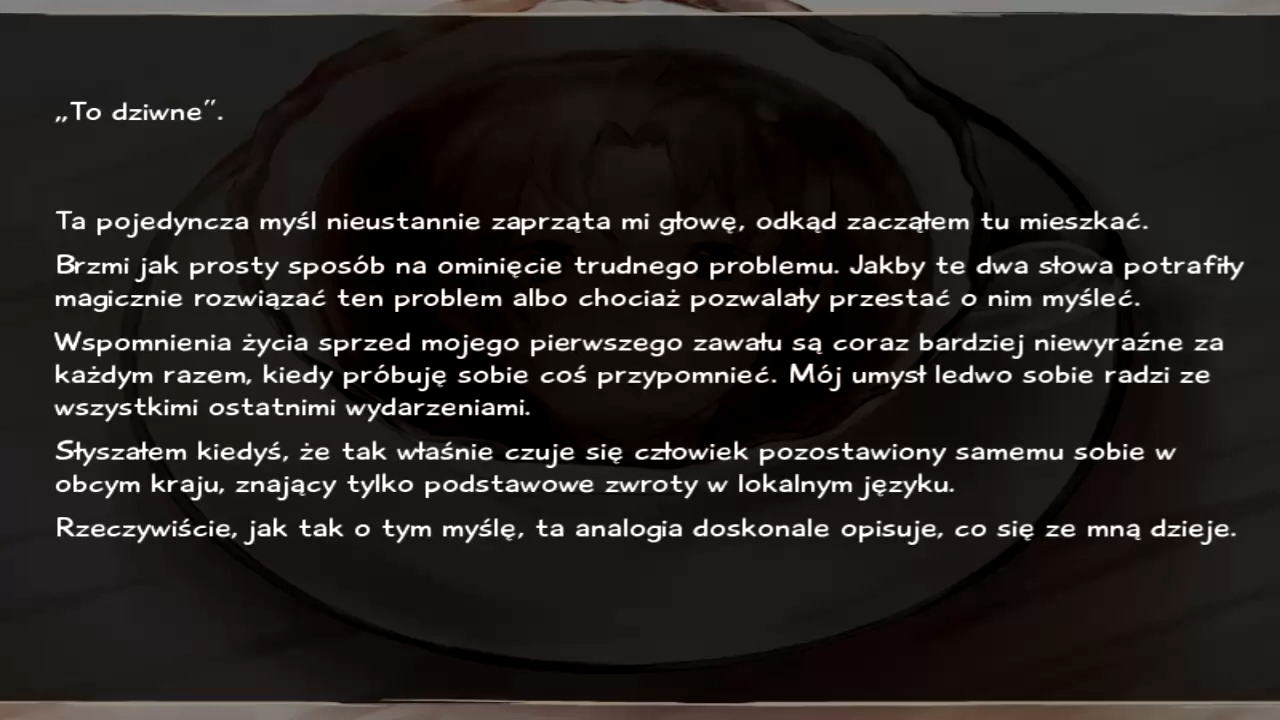 „To dziwne”.
Ta pojedyncza myśl nieustannie zaprząta mi głowę, odkąd zacząłem tu mieszkać.
Brzmi jak prosty sposób na ominięcie trudnego problemu. Jakby te dwa słowa potrafiły
magicznie rozwiązać ten problem albo chociaż pozwalały przestać o nim myśleć.
Wspomnienia życia sprzed mojego pierwszego zawału są coraz bardziej niewyraźne za
każdym razem, kiedy próbuję sobie coś przypomnieć. Mój umysł ledwo sobie radzi ze
wszystkimi ostatnimi wydarzeniami.
Słyszałem kiedyś, że tak właśnie czuje się człowiek pozostawiony samemu sobie w
obcym kraju, znający tylko podstawowe zwroty w lokalnym języku.
Rzeczywiście, jak tak o tym myślę, ta analogia doskonale opisuje, co się ze mną dzieje.